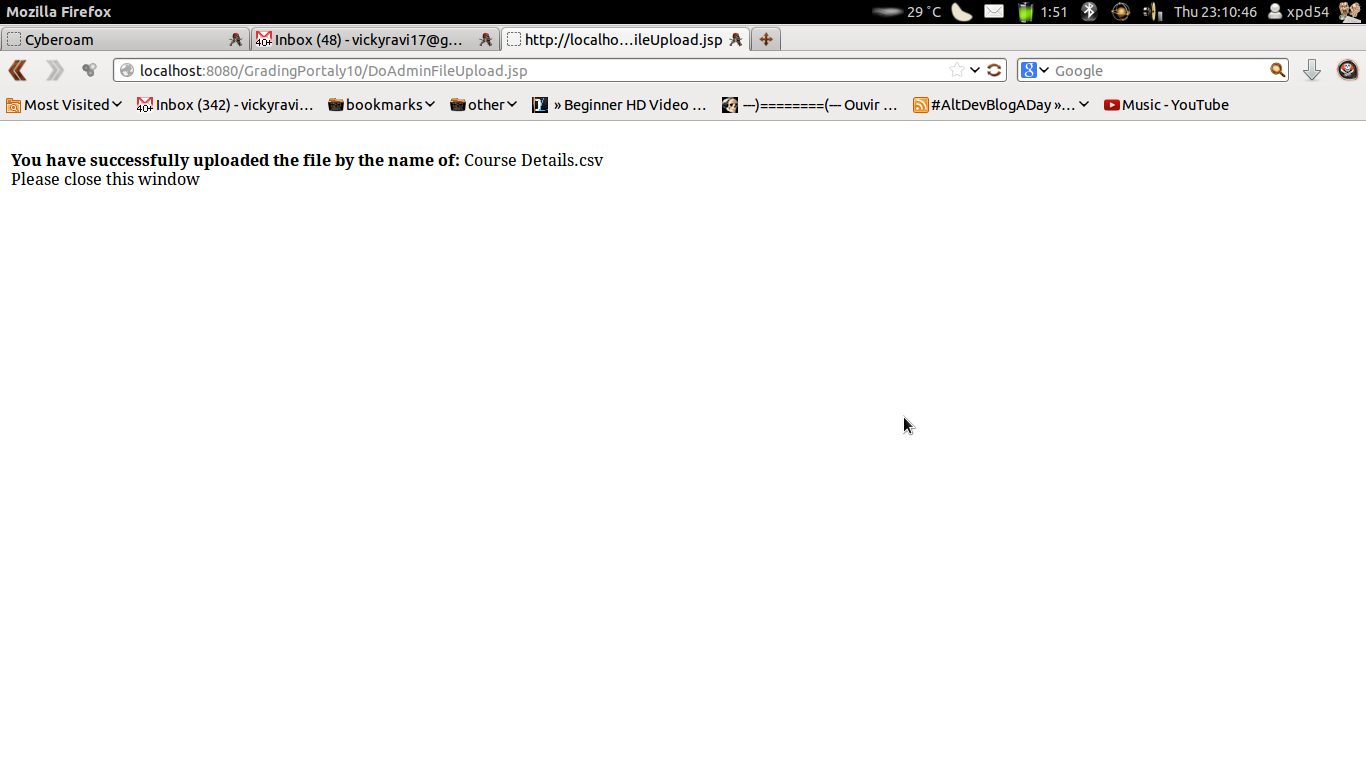 Mozilla Firefox 29 °C 1:51 Thu 23:10:46 xpd54
Cyberoam Inbox (48) - vickyravi17@g... http://localho...ileUpload.jsp
localhost:8080/GradingPortaly10/DoAdminFileUpload.jsp Google
Most Visited Inbox (342) - vickyravi... bookmarks other » Beginner HD Video ... ---)========(--- Ouvir ... #AltDevBlogADay »... Music - YouTube
You have successfully uploaded the file by the name of: Course Details.csv
Please close this window